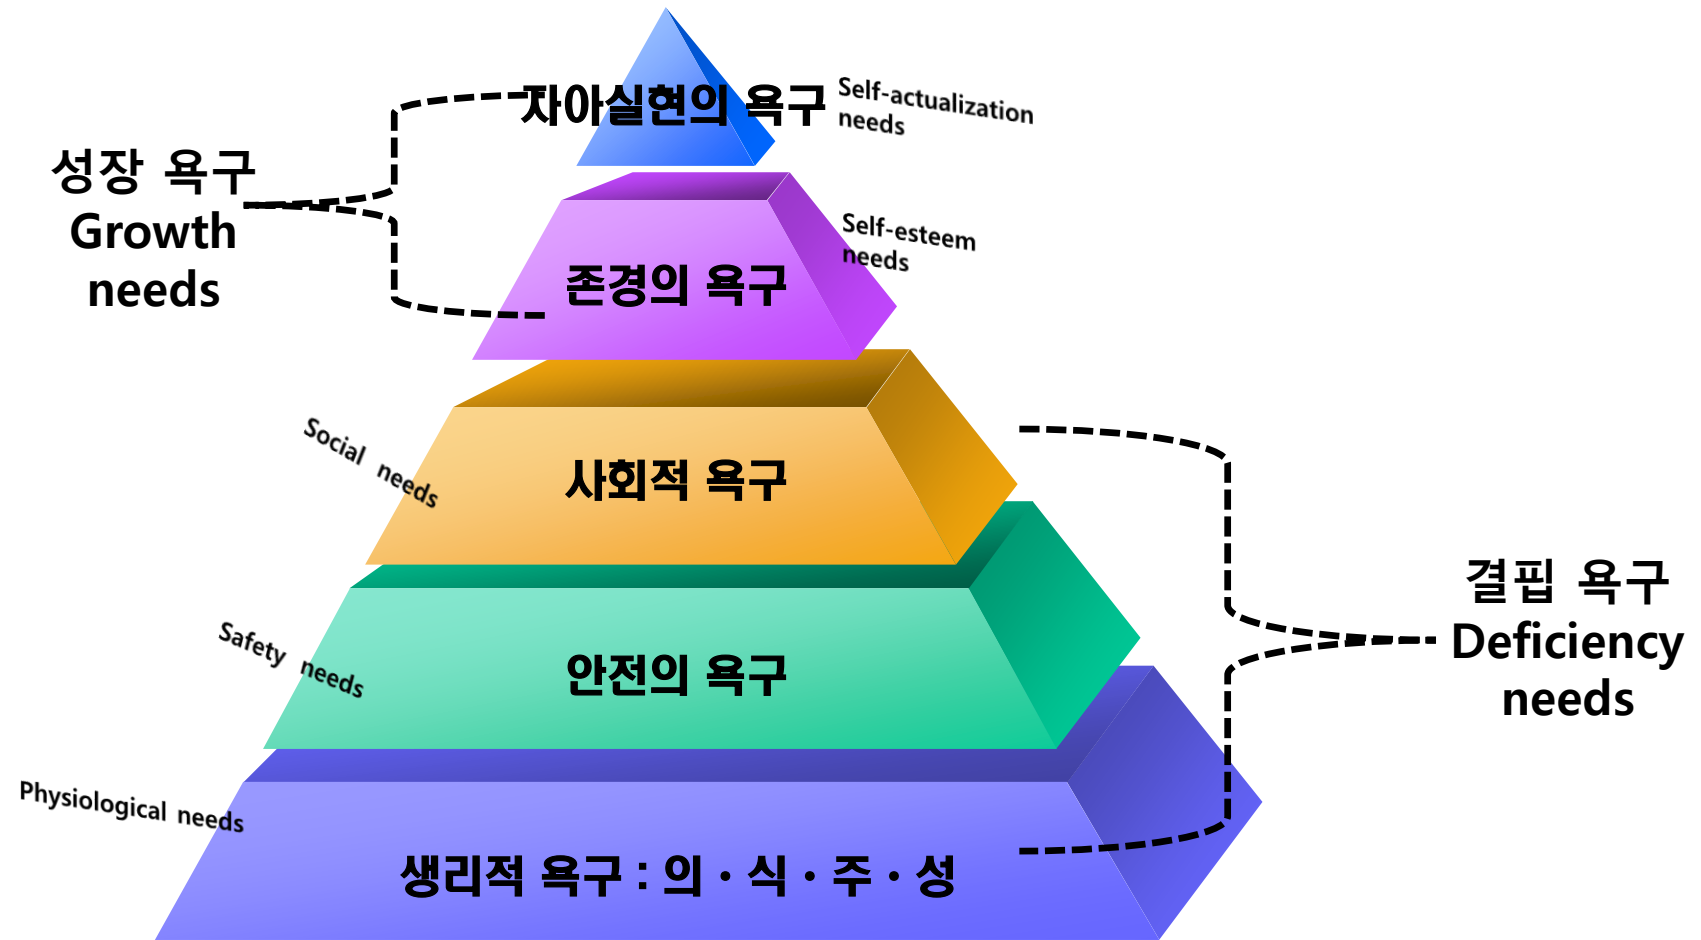 자아실현의 욕구
Self-actualization
needs
성장 욕구
Growth
needs
존경의 욕구
Self-esteem
needs
Social needs
사회적 욕구
Safety needs
안전의 욕구
결핍 욕구
Deficiency
needs
Physiological needs
생리적 욕구 : 의 · 식 · 주 · 성